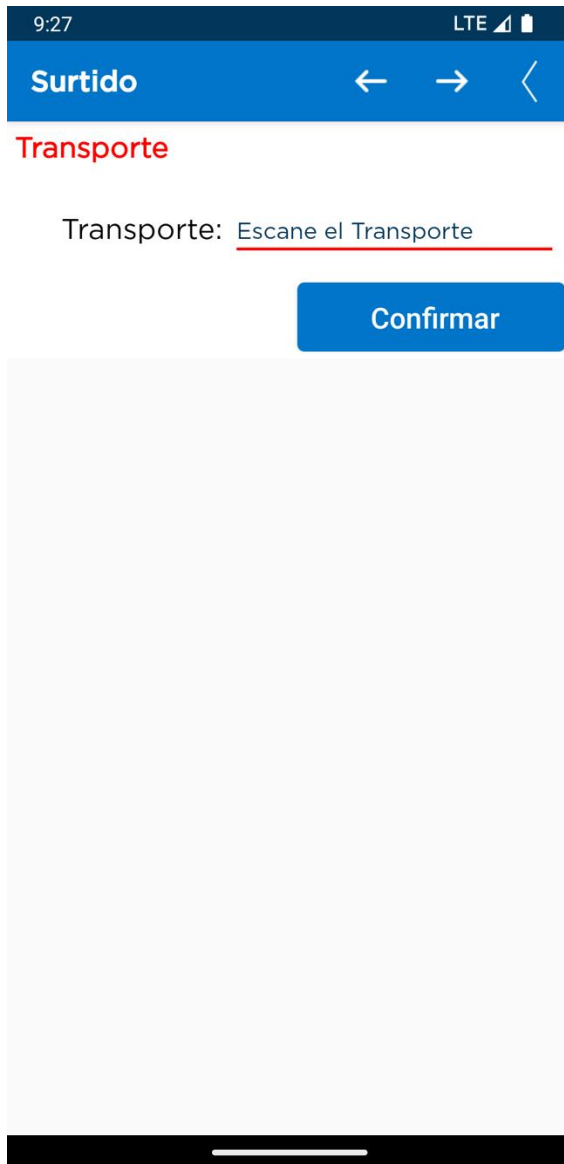 9:27 LTE
Surtido
Transporte
Transporte: Escane el Transporte
Confirmar